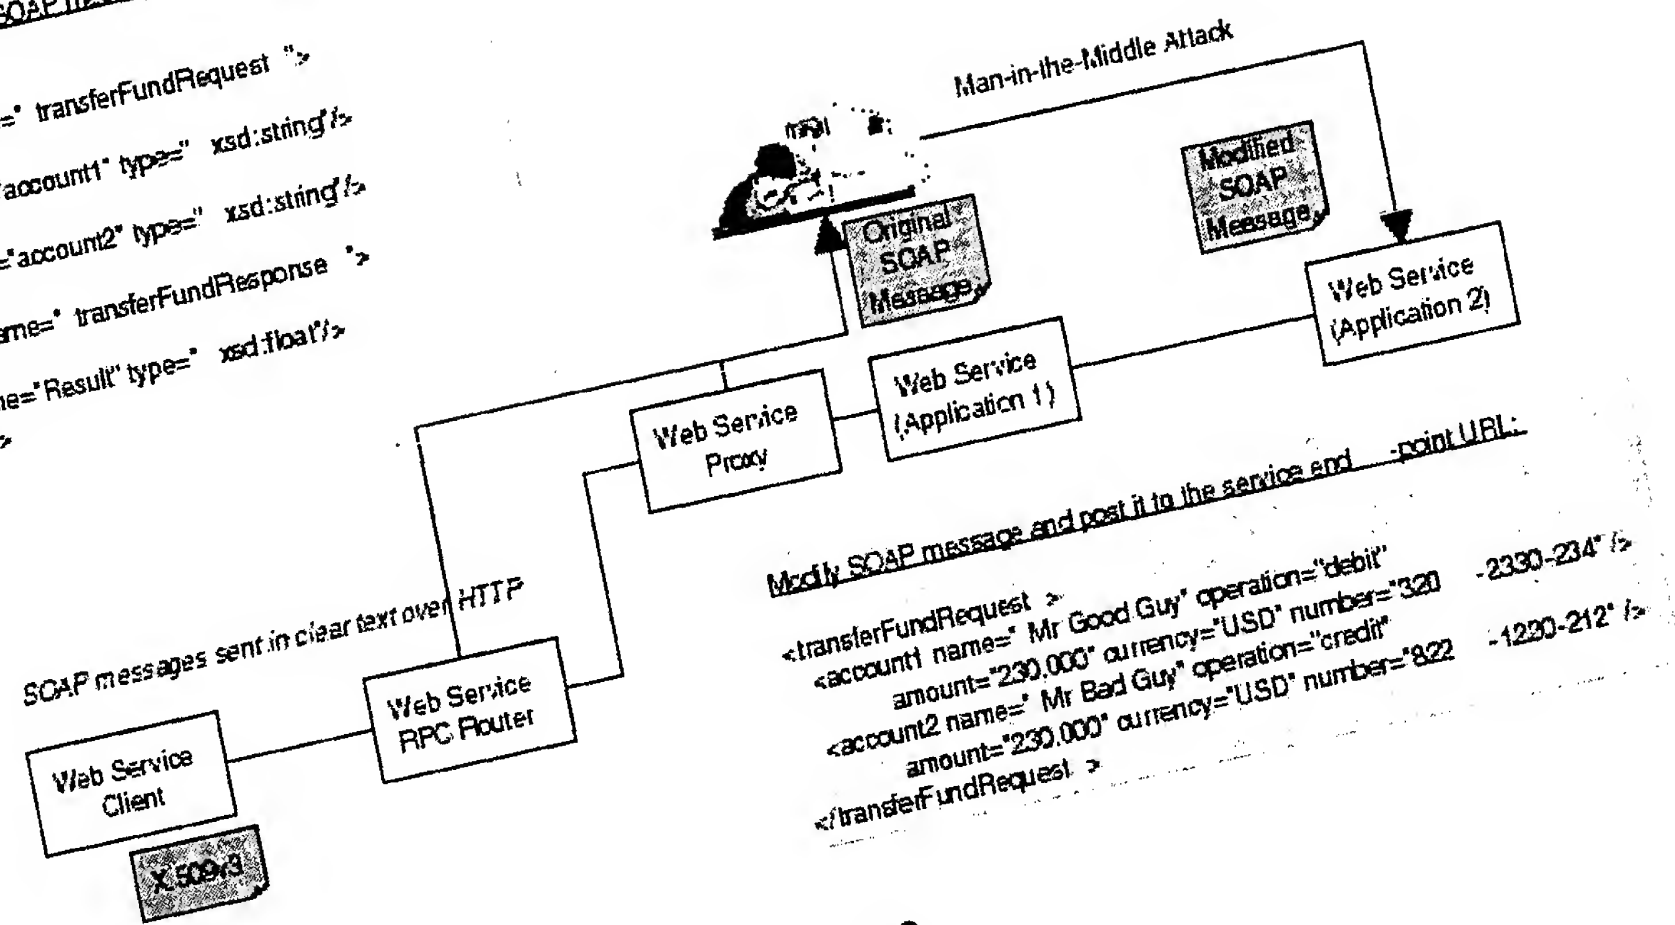 SOAP
=" transferFundRequest ">
"account1" type=" xsd:string"/>
="account2" type=" xsd:string"/>
ame=" transferFundResponse ">
ne="Result" type=" xsd:float"/>
>
Man-in-the-Middle Attack
Original
SOAP
Message
Modified
SOAP
Message
Web Service
(Application 2)
Web Service
(Application 1)
Web Service
Proxy
SOAP messages sent in clear text over HTTP
Web Service
RPC Router
Web Service
Client
X.509v3
Modify SOAP message and post it to the service end -point URL:
<transferFundRequest >
<account1 name=" Mr Good Guy" operation="debit"
amount="230,000" currency="USD" number="320 -2330-234" />
<account2 name=" Mr Bad Guy" operation="credit"
amount="230,000" currency="USD" number="822 -1220-212" />
</transferFundRequest >